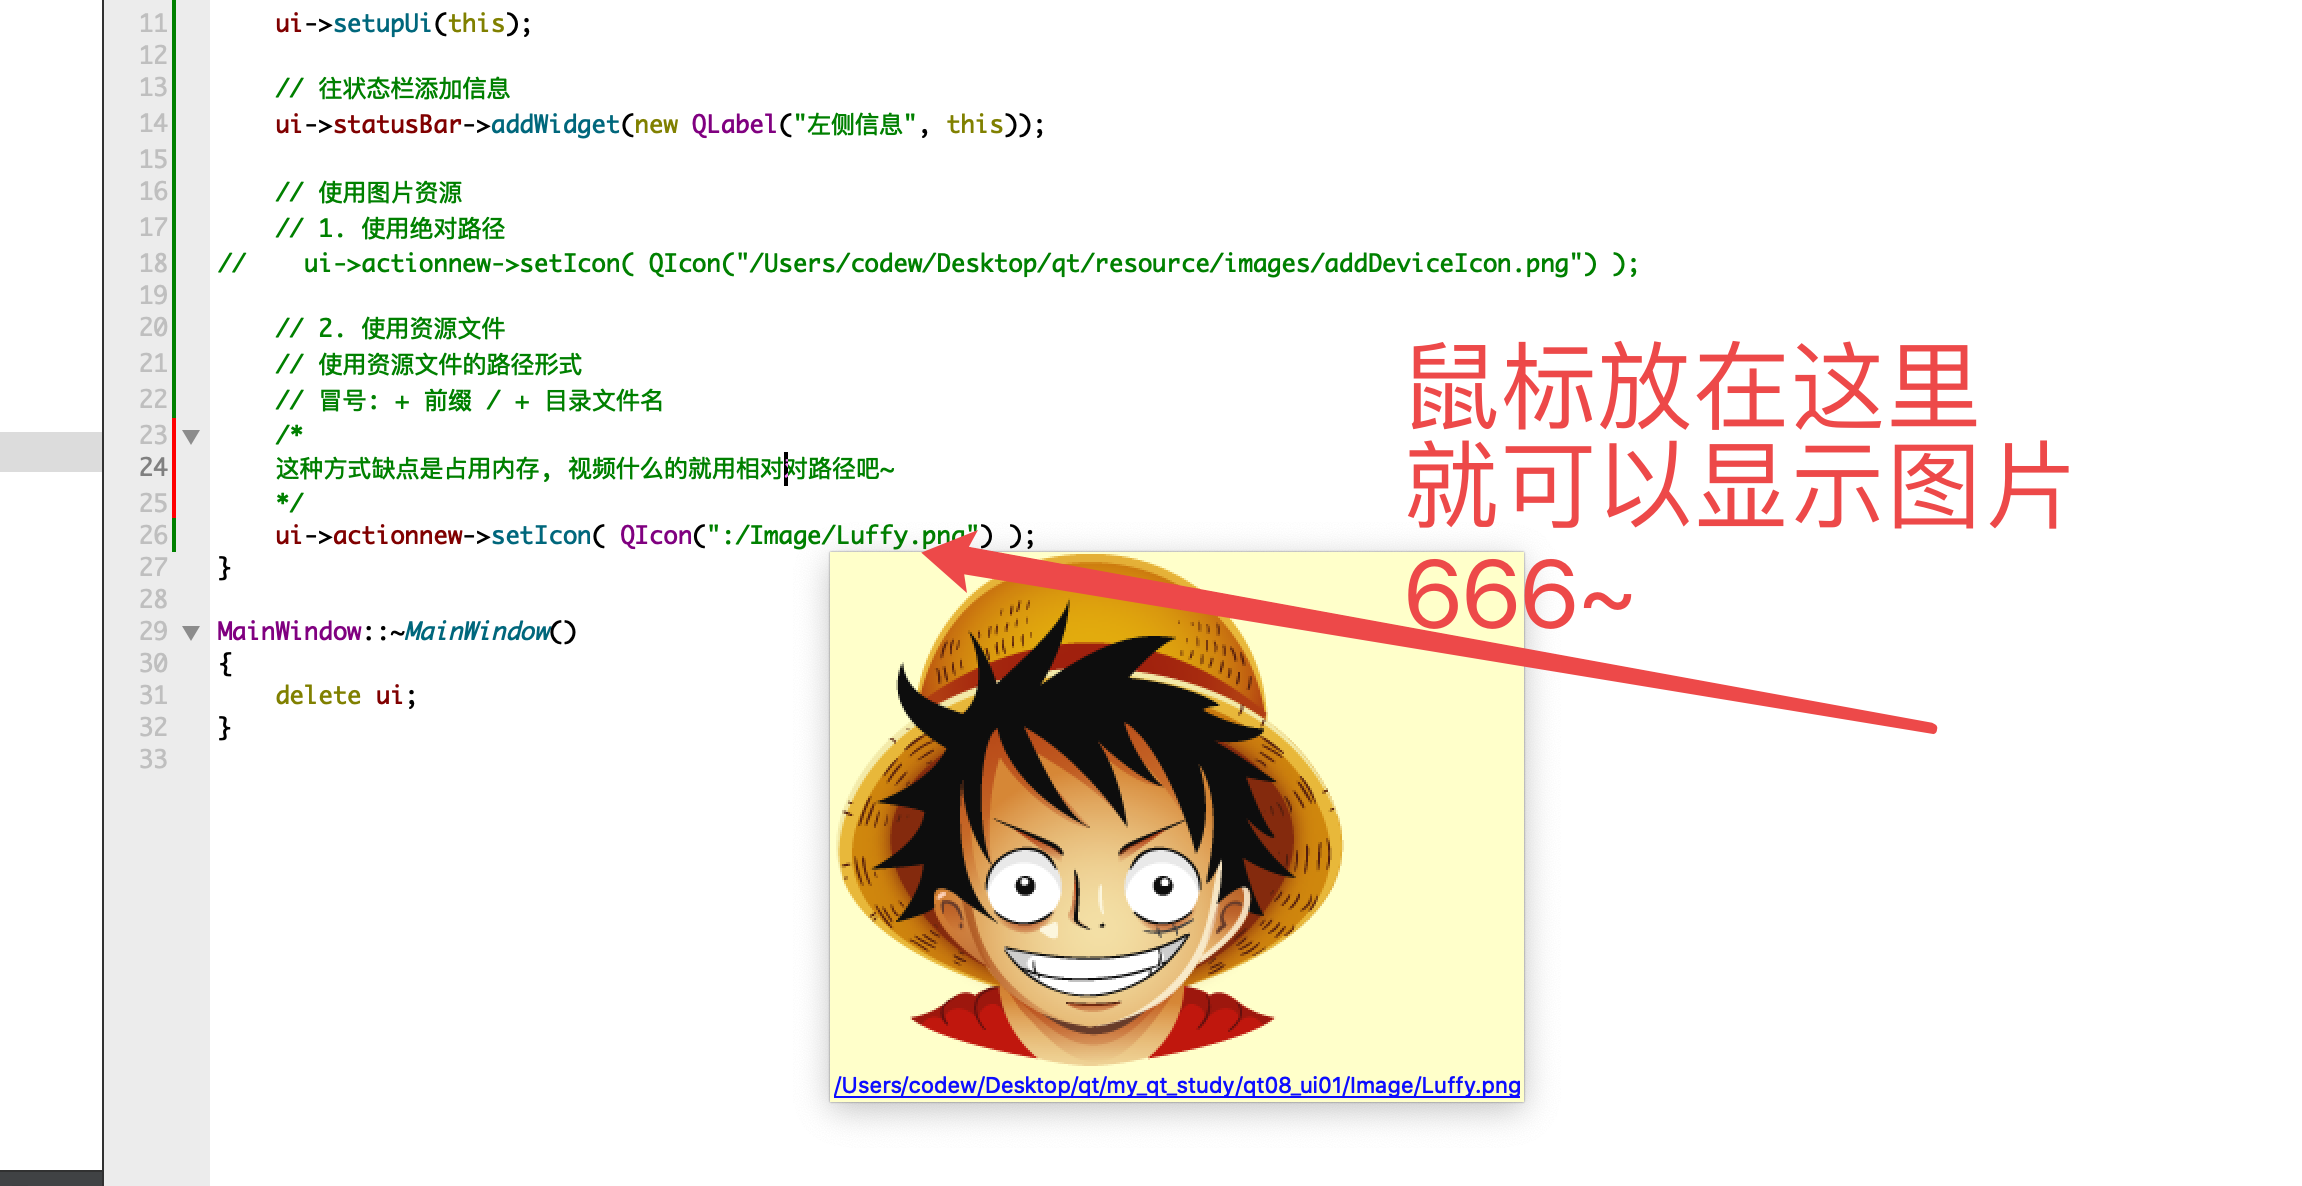 11 ui->setupUi(this);
12
13 // 往状态栏添加信息
14 ui->statusBar->addWidget(new QLabel("左侧信息", this));
15
16 // 使用图片资源
17 // 1. 使用绝对路径
18 // ui->actionnew->setIcon( QIcon("/Users/codew/Desktop/qt/resource/images/addDeviceIcon.png") );
19
20 // 2. 使用资源文件
21 // 使用资源文件的路径形式
22 // 冒号: + 前缀 / + 目录文件名
23 /*
24 这种方式缺点是占用内存, 视频什么的就用相对对路径吧~
25 */
26 ui->actionnew->setIcon( QIcon(":/Image/Luffy.png") );
27 }
28
29 MainWindow::~MainWindow()
30 {
31 delete ui;
32 }
33
鼠标放在这里
就可以显示图片
666~
/Users/codew/Desktop/qt/my_qt_study/qt08_ui01/Image/Luffy.png